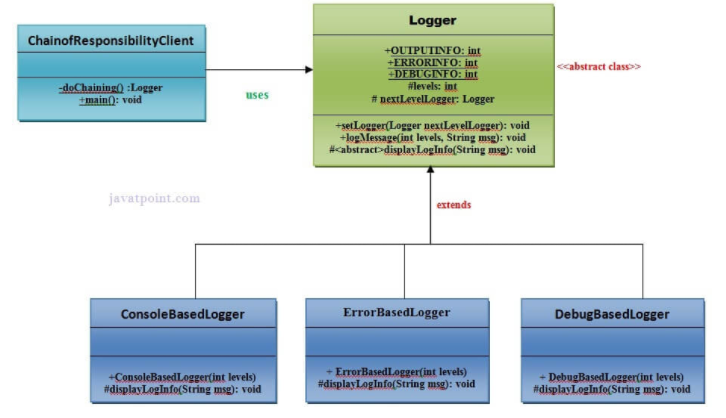 Logger
ChainofResponsibilityClient
+OUTPUTINFO: int
+ERRORINFO: int
+DEBUGINFO: int
#levels: int
# nextLevelLogger: Logger
<<abstract class>>
-doChaining() :Logger
+main(): void
uses
+setLogger(Logger nextLevelLogger): void
+logMessage(int levels, String msg): void
#<abstract>displayLogInfo(String msg): void
javatpoint.com
extends
ConsoleBasedLogger
+ConsoleBasedLogger(int levels)
#displayLogInfo(String msg): void
ErrorBasedLogger
+ ErrorBasedLogger(int levels)
#displayLogInfo(String msg): void
DebugBasedLogger
+ DebugBasedLogger(int levels)
#displayLogInfo(String msg): void